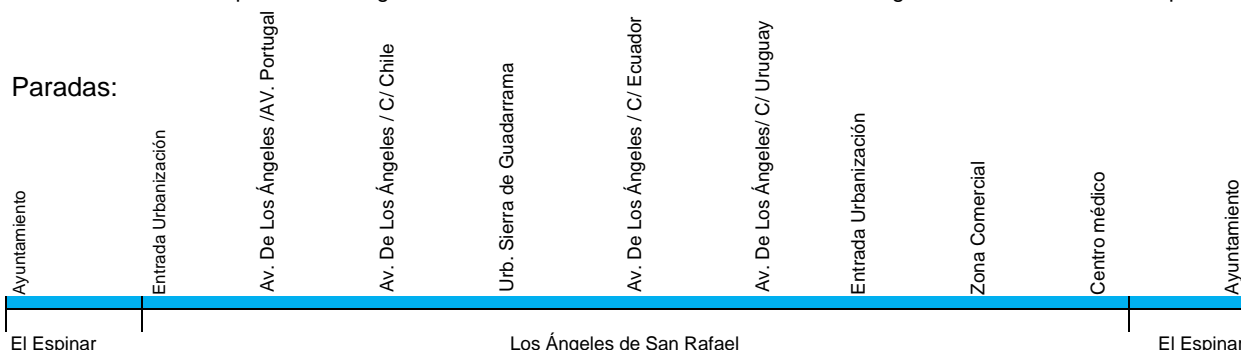 Paradas:
Ayuntamiento
Entrada Urbanización
Av. De Los Ángeles /AV. Portugal
Av. De Los Ángeles / C/ Chile
Urb. Sierra de Guadarrama
Av. De Los Ángeles / C/ Ecuador
Av. De Los Ángeles/ C/ Uruguay
Entrada Urbanización
Zona Comercial
Centro médico
Ayuntamiento
El Espinar
Los Ángeles de San Rafael
El Espinar